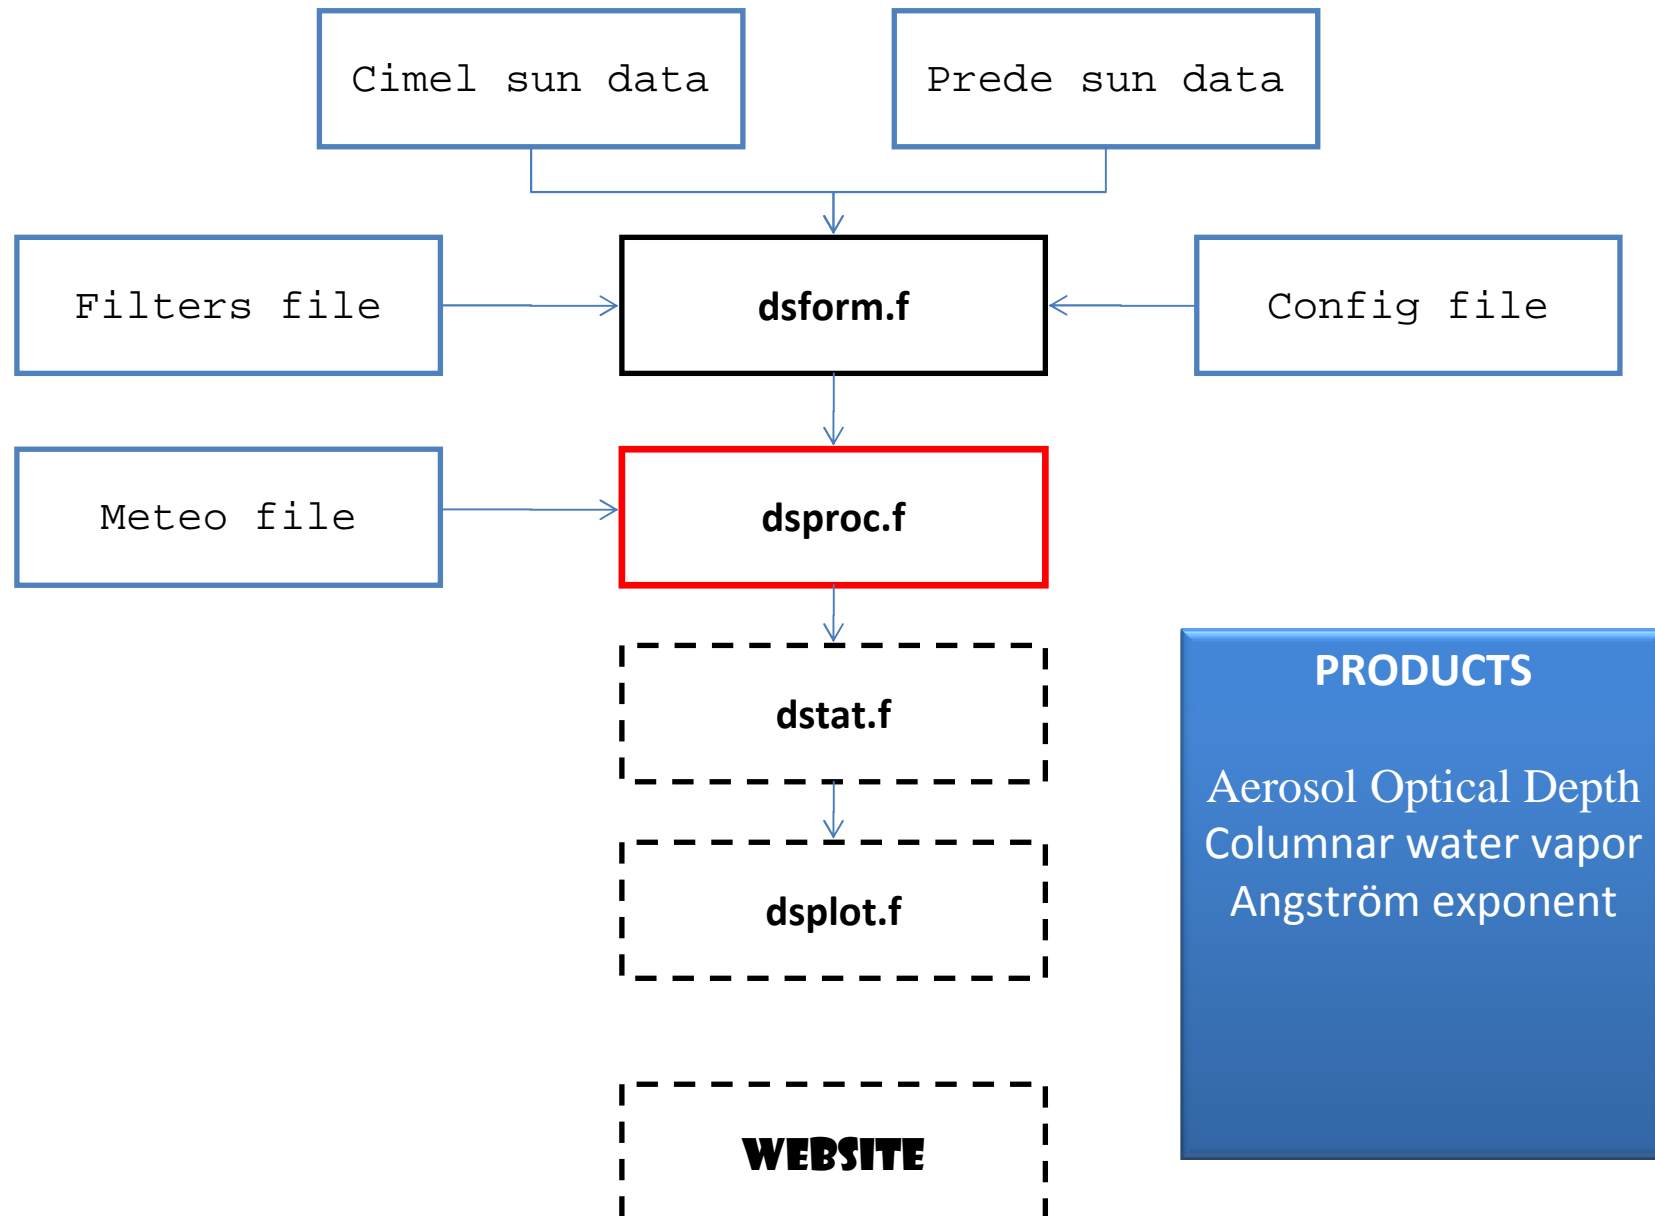 Cimel sun data
Prede sun data
Filters file
dsform.f
Config file
Meteo file
dsproc.f
dstat.f
dsplot.f
WEBSITE
PRODUCTS
Aerosol Optical Depth
Columnar water vapor
Angström exponent